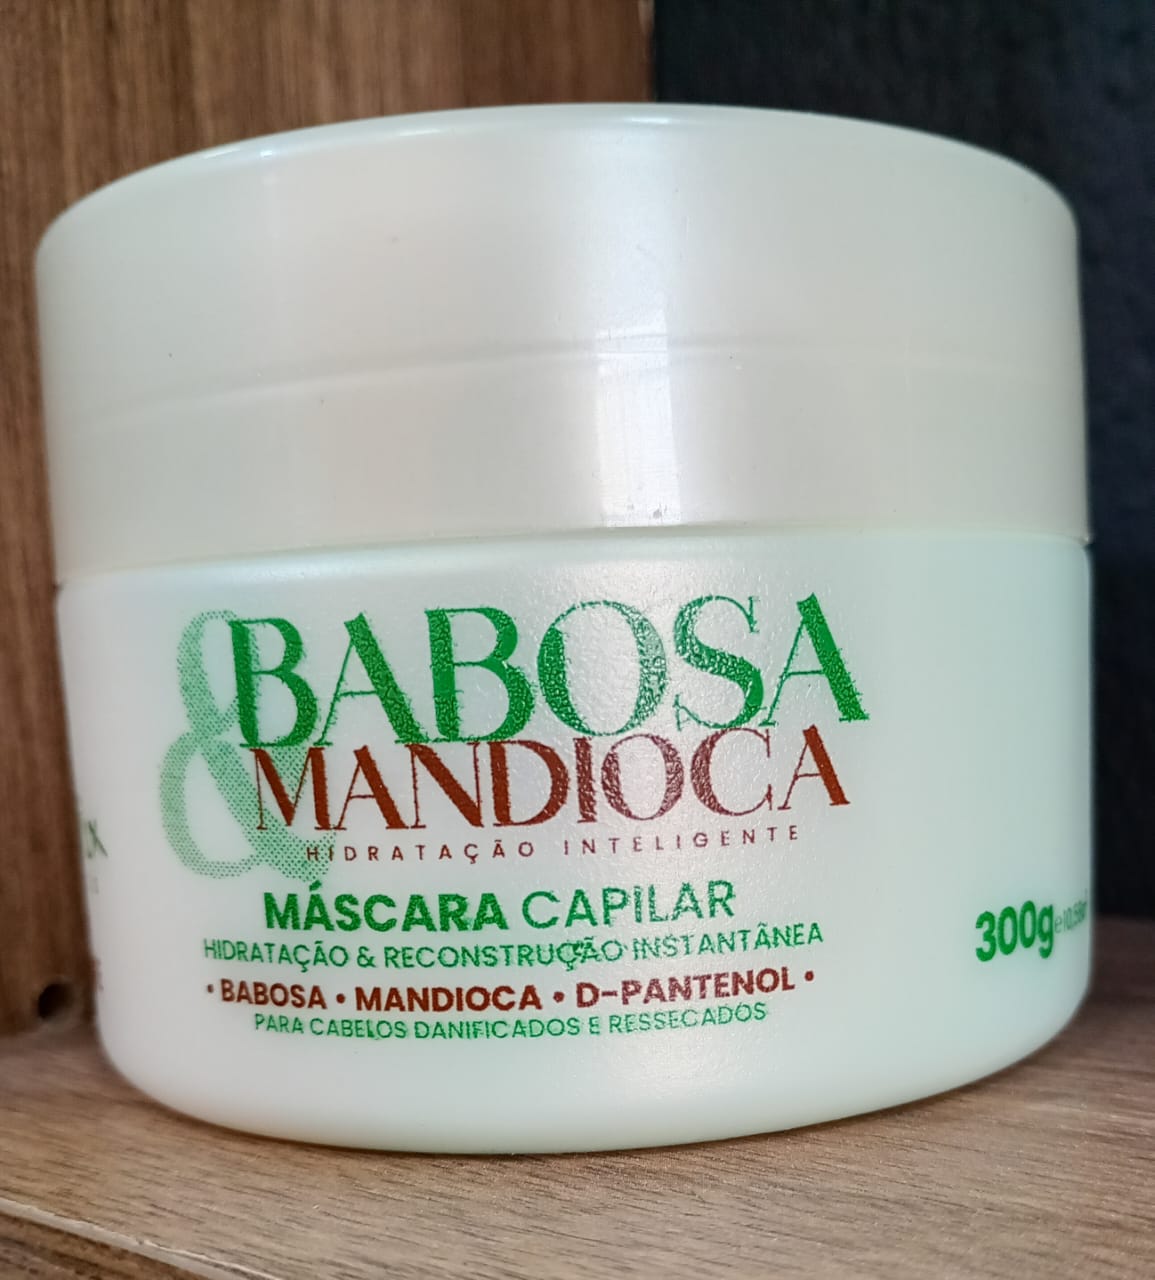 &
BABOSA
MANDIOCA
HIDRATAÇÃO INTELIGENTE
MÁSCARA CAPILAR
HIDRATAÇÃO & RECONSTRUÇÃO INSTANTÂNEA
• BABOSA • MANDIOCA • D-PANTENOL •
PARA CABELOS DANIFICADOS E RESSECADOS
300g